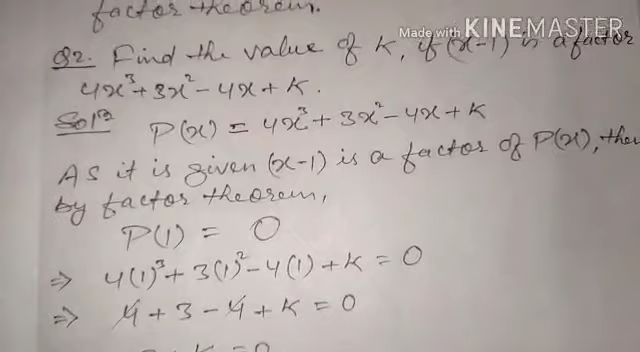 factor theorem.
Made with KINEMASTER
Q2. Find the value of K, if (x-1) is a factor
4x³+3x²-4x+K.
Solⁿ P(x) = 4x³+3x²-4x+K
As it is given (x-1) is a factor of P(x), then
by factor theorem,
P(1) = 0
⇒ 4(1)³+3(1)²-4(1)+K=0
⇒ 4+3-4+K=0
K=0